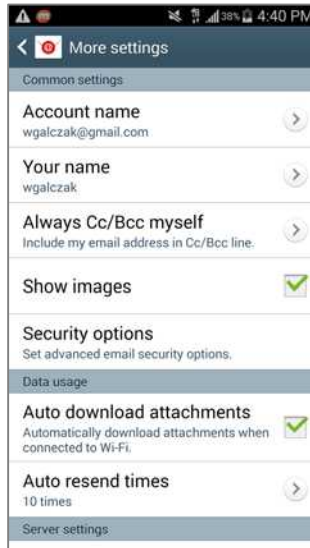 38% 4:40 PM
More settings
Common settings
Account name
wgalczak@gmail.com
Your name
wgalczak
Always Cc/Bcc myself
Include my email address in Cc/Bcc line.
Show images
Security options
Set advanced email security options.
Data usage
Auto download attachments
Automatically download attachments when
connected to Wi-Fi.
Auto resend times
10 times
Server settings